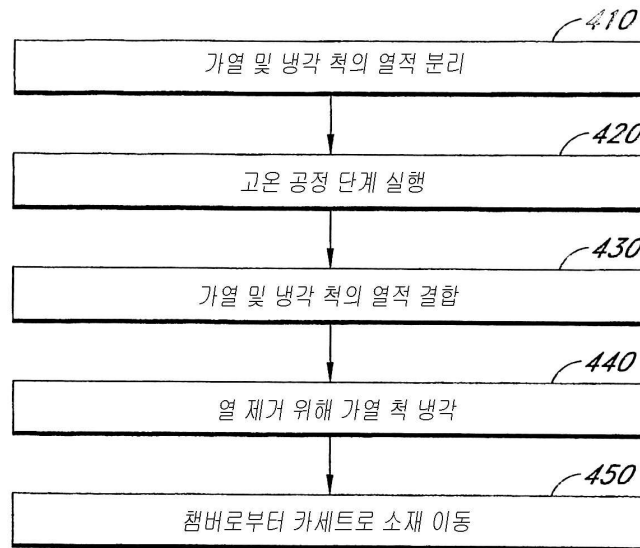 410
가열 및 냉각 척의 열적 분리
420
고온 공정 단계 실행
430
가열 및 냉각 척의 열적 결합
440
열 제거 위해 가열 척 냉각
450
챔버로부터 카세트로 소재 이동